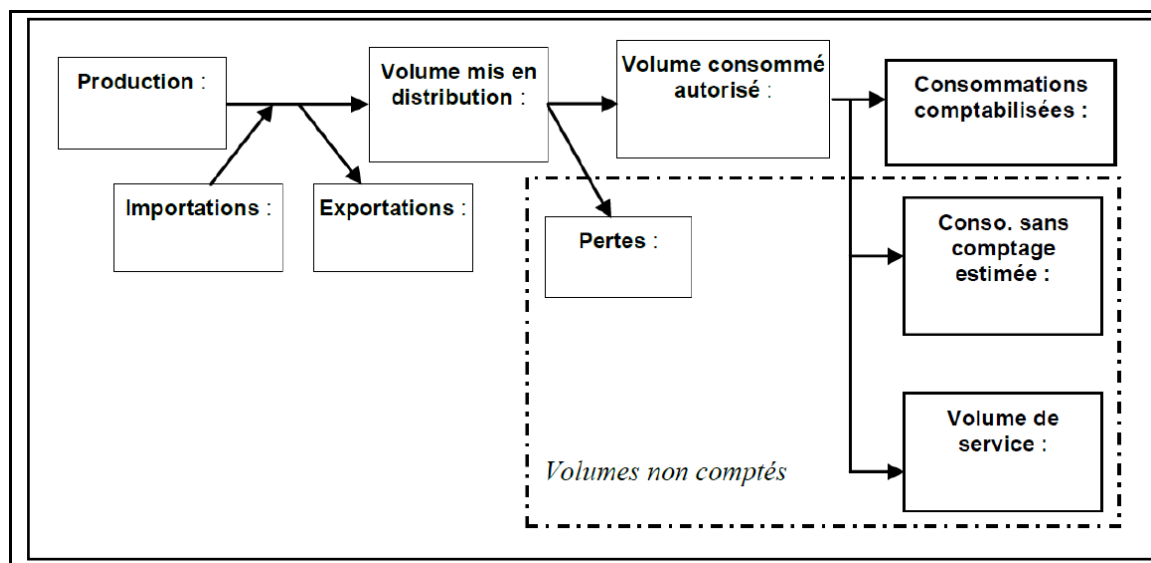 Production :
Volume mis en
distribution :
Volume consommé
autorisé :
Consommations
comptabilisées :
Importations :
Exportations :
Pertes :
Conso. sans
comptage
estimée :
Volume de
service :
Volumes non comptés